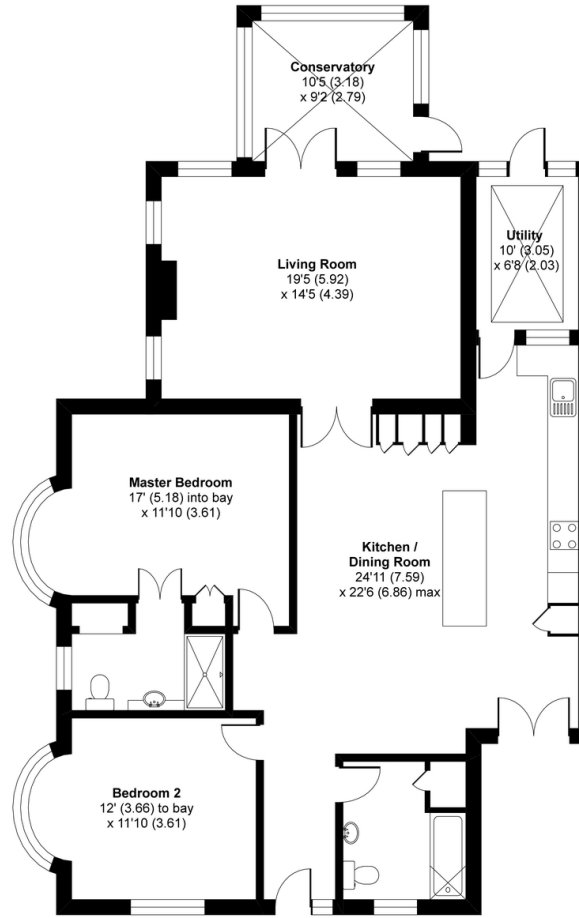 Conservatory
10'5 (3.18)
x 9'2 (2.79)
Utility
10' (3.05)
x 6'8 (2.03)
Living Room
19'5 (5.92)
x 14'5 (4.39)
Master Bedroom
17' (5.18) into bay
x 11'10 (3.61)
Kitchen /
Dining Room
24'11 (7.59)
x 22'6 (6.86) max
Bedroom 2
12' (3.66) to bay
x 11'10 (3.61)